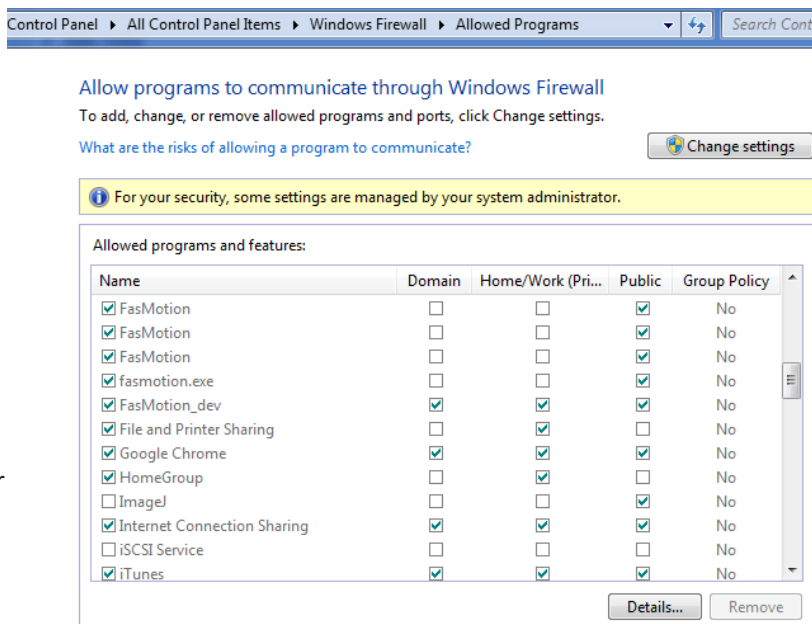 Control Panel ▸ All Control Panel Items ▸ Windows Firewall ▸ Allowed Programs Search Cont
Allow programs to communicate through Windows Firewall
To add, change, or remove allowed programs and ports, click Change settings.
What are the risks of allowing a program to communicate? Change settings
For your security, some settings are managed by your system administrator.
Allowed programs and features:
Name Domain Home/Work (Pri... Public Group Policy
FasMotion No
FasMotion No
FasMotion No
fasmotion.exe No
FasMotion_dev No
File and Printer Sharing No
Google Chrome No
HomeGroup No
r
ImageJ No
Internet Connection Sharing No
iSCSI Service No
iTunes No
Details... Remove